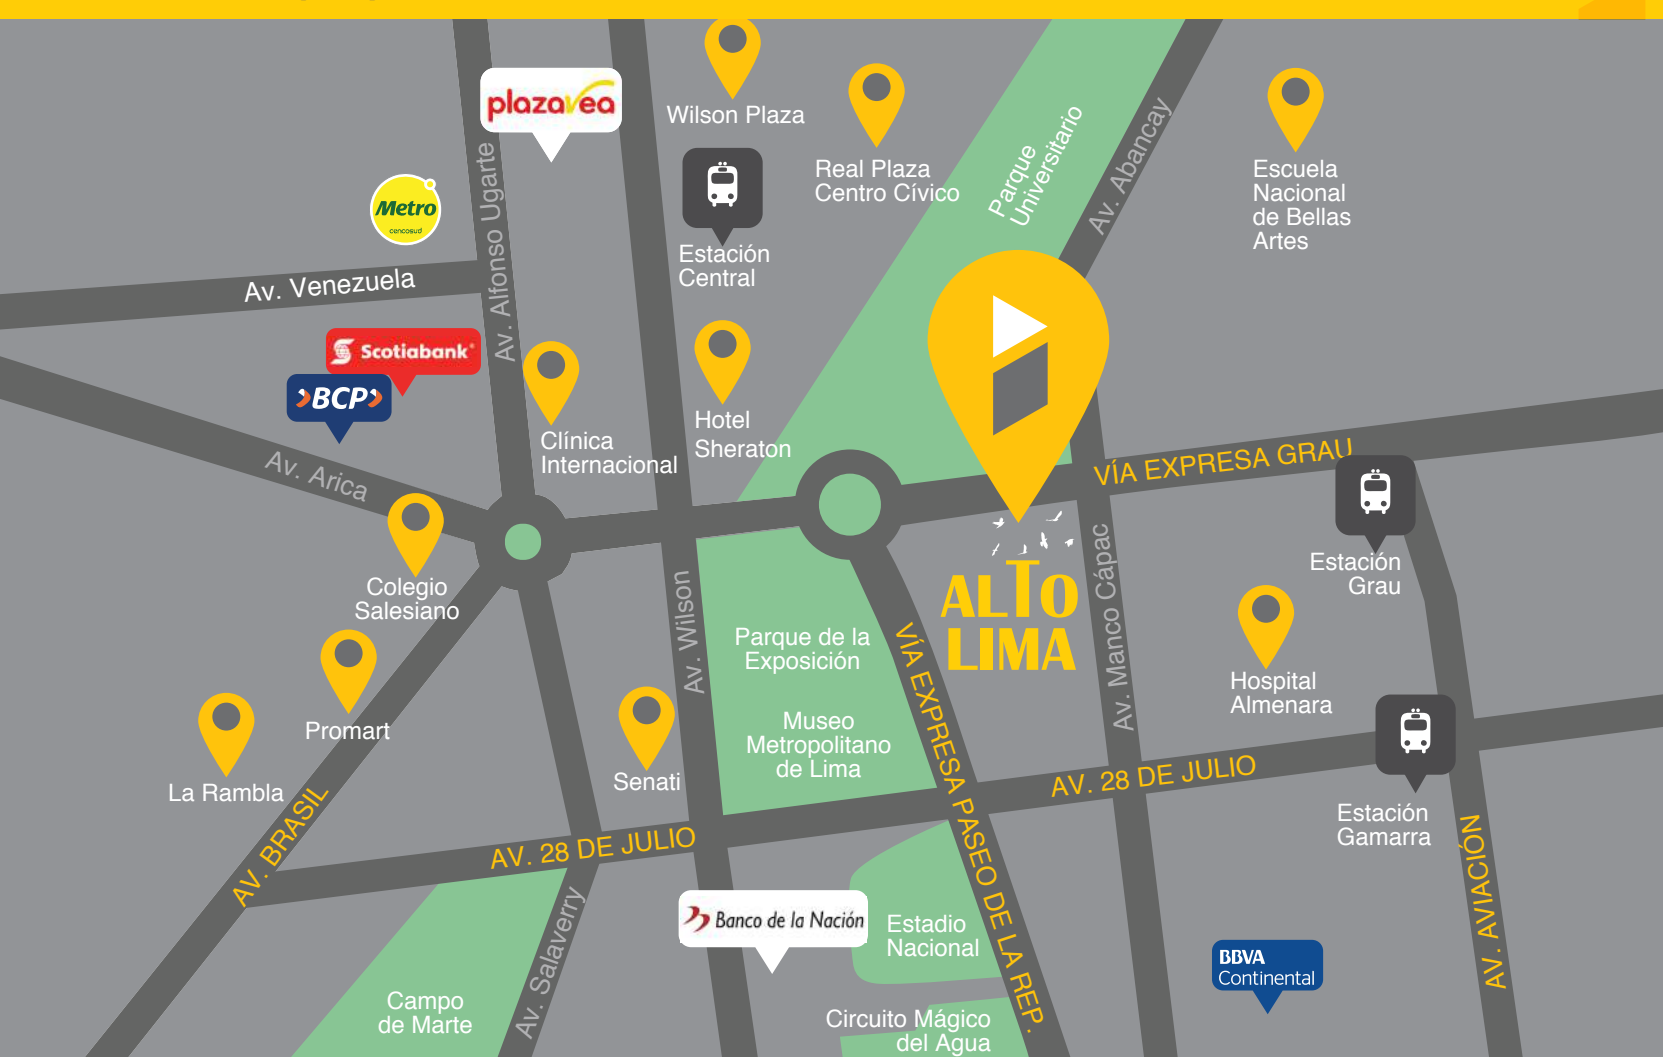 plazavea
Wilson Plaza
Real Plaza
Centro Cívico
Parque
Universitario
Av. Abancay
Escuela
Nacional
de Bellas
Artes
Metro
cencosud
Av. Alfonso Ugarte
Estación
Central
Av. Venezuela
Scotiabank
BCP
Clínica
Internacional
Hotel
Sheraton
Av. Arica
VÍA EXPRESA GRAU
Colegio
Salesiano
Av. Wilson
Parque de la
Exposición
Museo
Metropolitano
de Lima
ALTO
LIMA
Av. Manco Cápac
Estación
Grau
Hospital
Almenara
Promart
La Rambla
Senati
AV. BRASIL
AV. 28 DE JULIO
AV. 28 DE JULIO
VÍA EXPRESA PASEO DE LA REP.
Estación
Gamarra
AV. AVIACIÓN
Banco de la Nación
Estadio
Nacional
Av. Salaverry
BBVA
Continental
Campo
de Marte
Circuito Mágico
del Agua